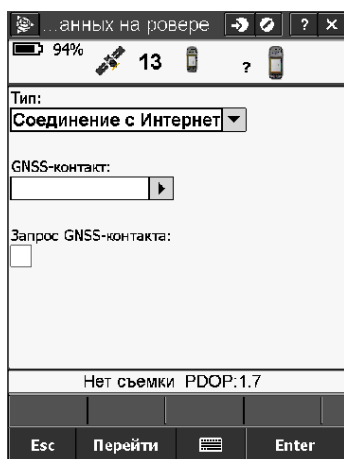 ...анных на ровере ? ×
94% 13 ?
Тип:
Соединение с Интернет
GNSS-контакт:
Запрос GNSS-контакта:
Нет съемки PDOP:1.7
Esc Перейти Enter